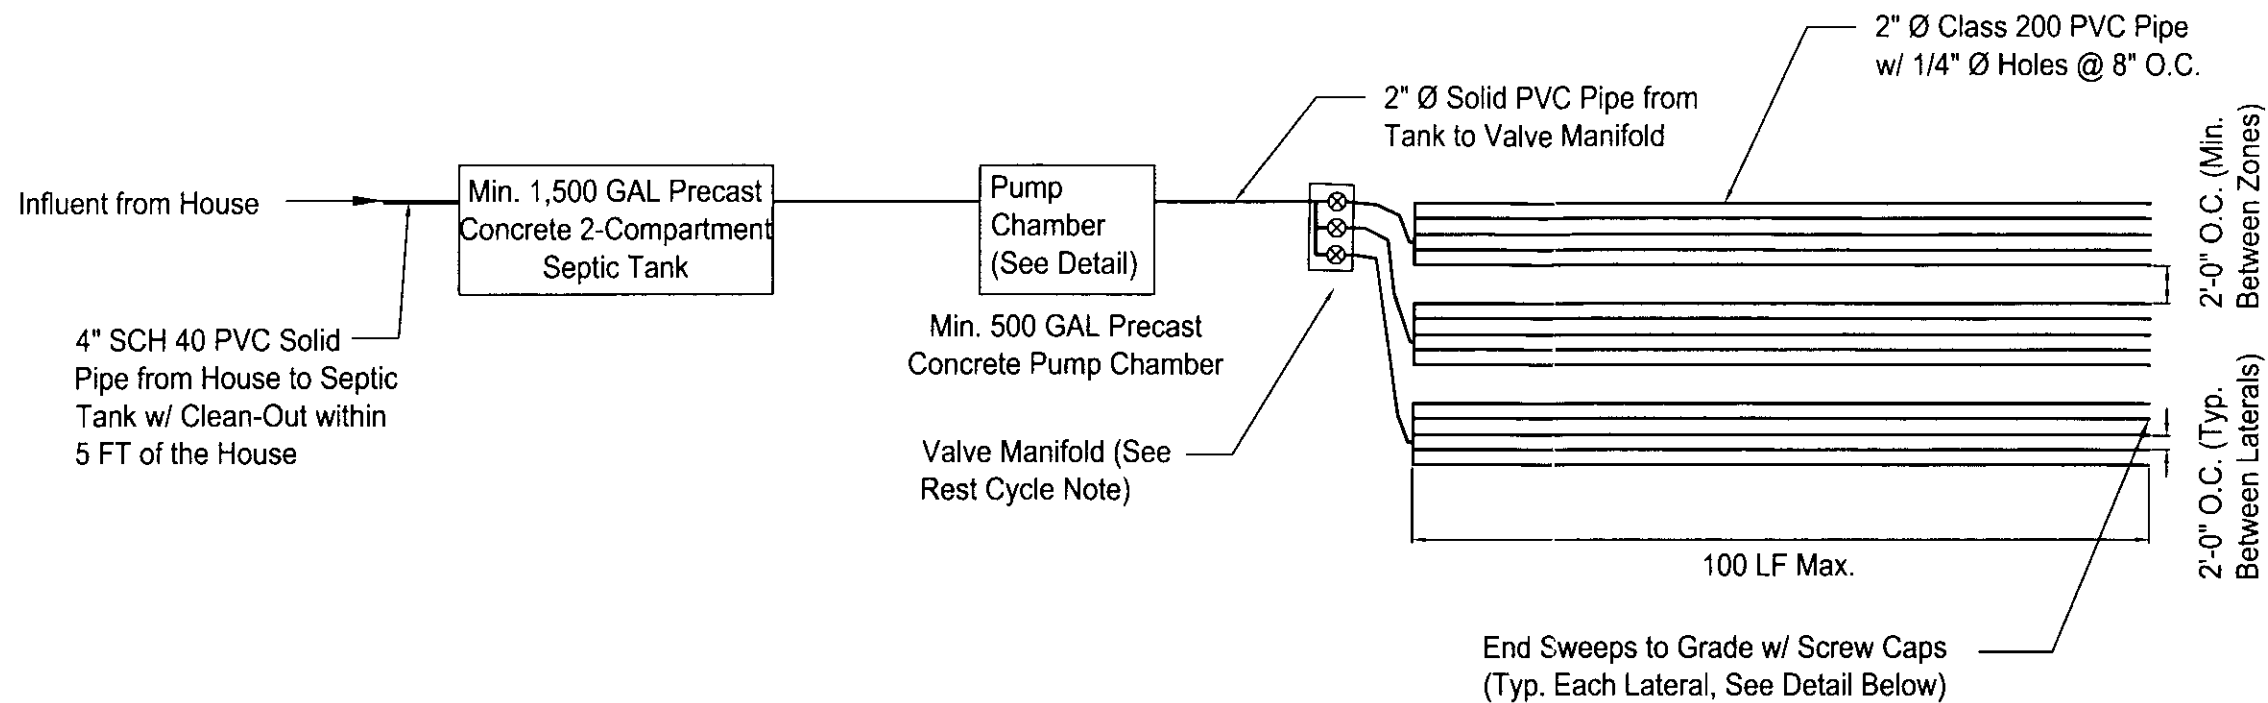 2" Ø Class 200 PVC Pipe
w/ 1/4" Ø Holes @ 8" O.C.
2" Ø Solid PVC Pipe from
Tank to Valve Manifold
Influent from House
Min. 1,500 GAL Precast
Concrete 2-Compartment
Septic Tank
Pump
Chamber
(See Detail)
2'-0" O.C. (Min.
Between Zones)
4" SCH 40 PVC Solid
Pipe from House to Septic
Tank w/ Clean-Out within
5 FT of the House
Min. 500 GAL Precast
Concrete Pump Chamber
Valve Manifold (See
Rest Cycle Note)
2'-0" O.C. (Typ.
Between Laterals)
100 LF Max.
End Sweeps to Grade w/ Screw Caps
(Typ. Each Lateral, See Detail Below)